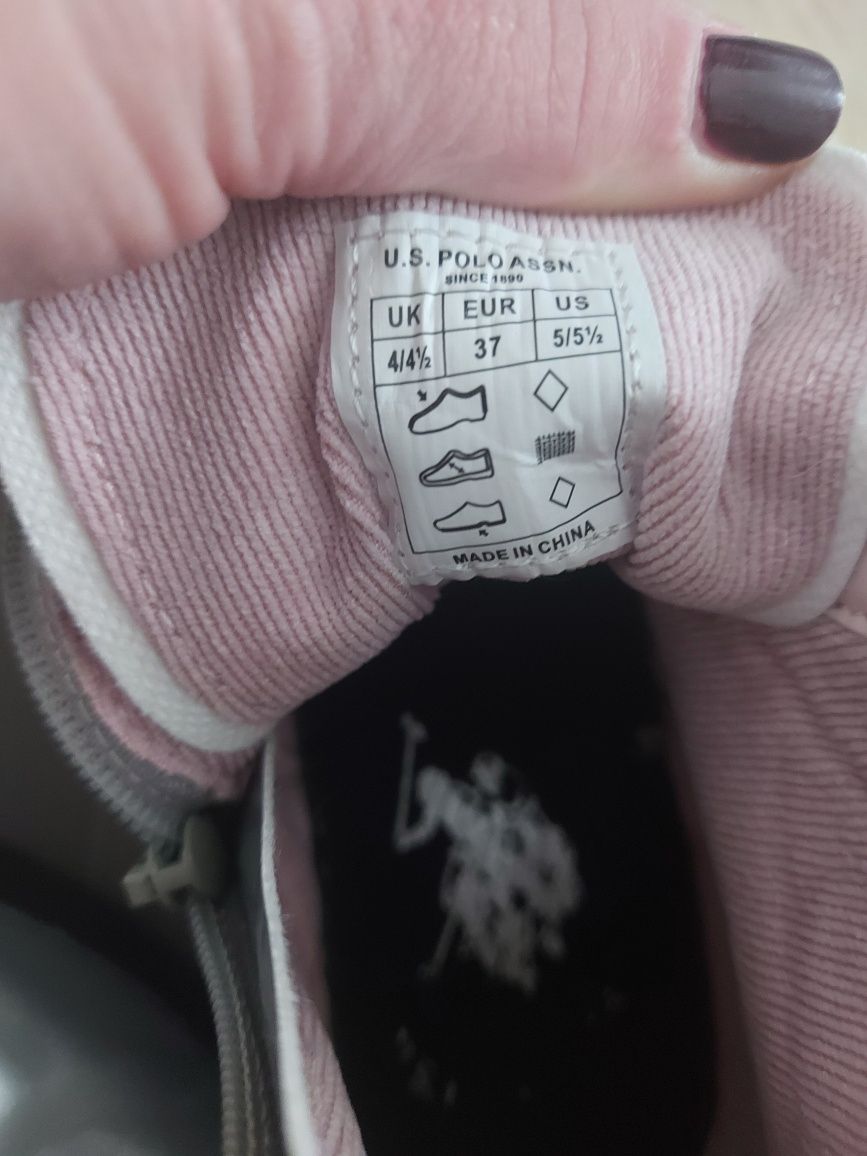 U.S. POLO ASSN.
SINCE 1890
UK EUR US
4/4½ 37 5/5½
MADE IN CHINA